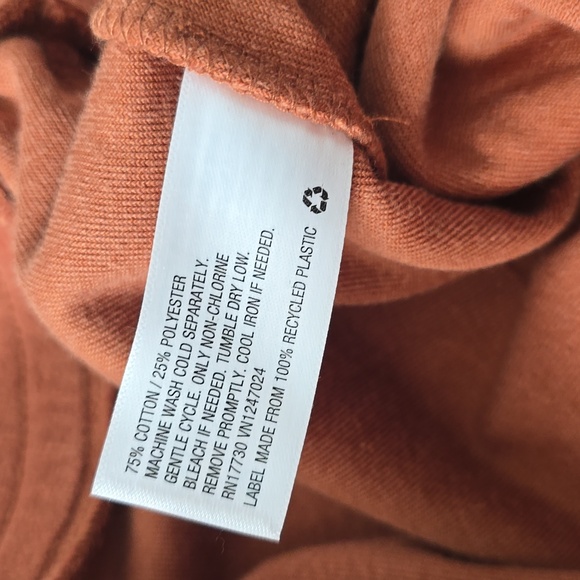 75% COTTON / 25% POLYESTER
MACHINE WASH COLD SEPARATELY.
GENTLE CYCLE. ONLY NON-CHLORINE
BLEACH IF NEEDED. TUMBLE DRY LOW.
REMOVE PROMPTLY. COOL IRON IF NEEDED.
RN17730 VN1247024
LABEL MADE FROM 100% RECYCLED PLASTIC